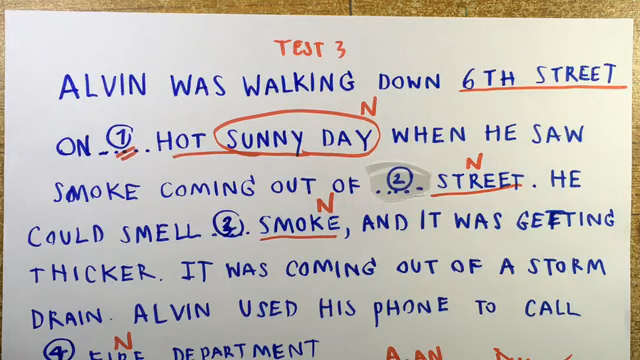 TEST 3
ALVIN WAS WALKING DOWN 6TH STREET
N
ON ..1.. HOT SUNNY DAY WHEN HE SAW
N
SMOKE COMING OUT OF ..2.. STREET. HE
N
COULD SMELL .3. SMOKE, AND IT WAS GETTING
THICKER. IT WAS COMING OUT OF A STORM
DRAIN. ALVIN USED HIS PHONE TO CALL
N
4 FIRE DEPARTMENT A.AN